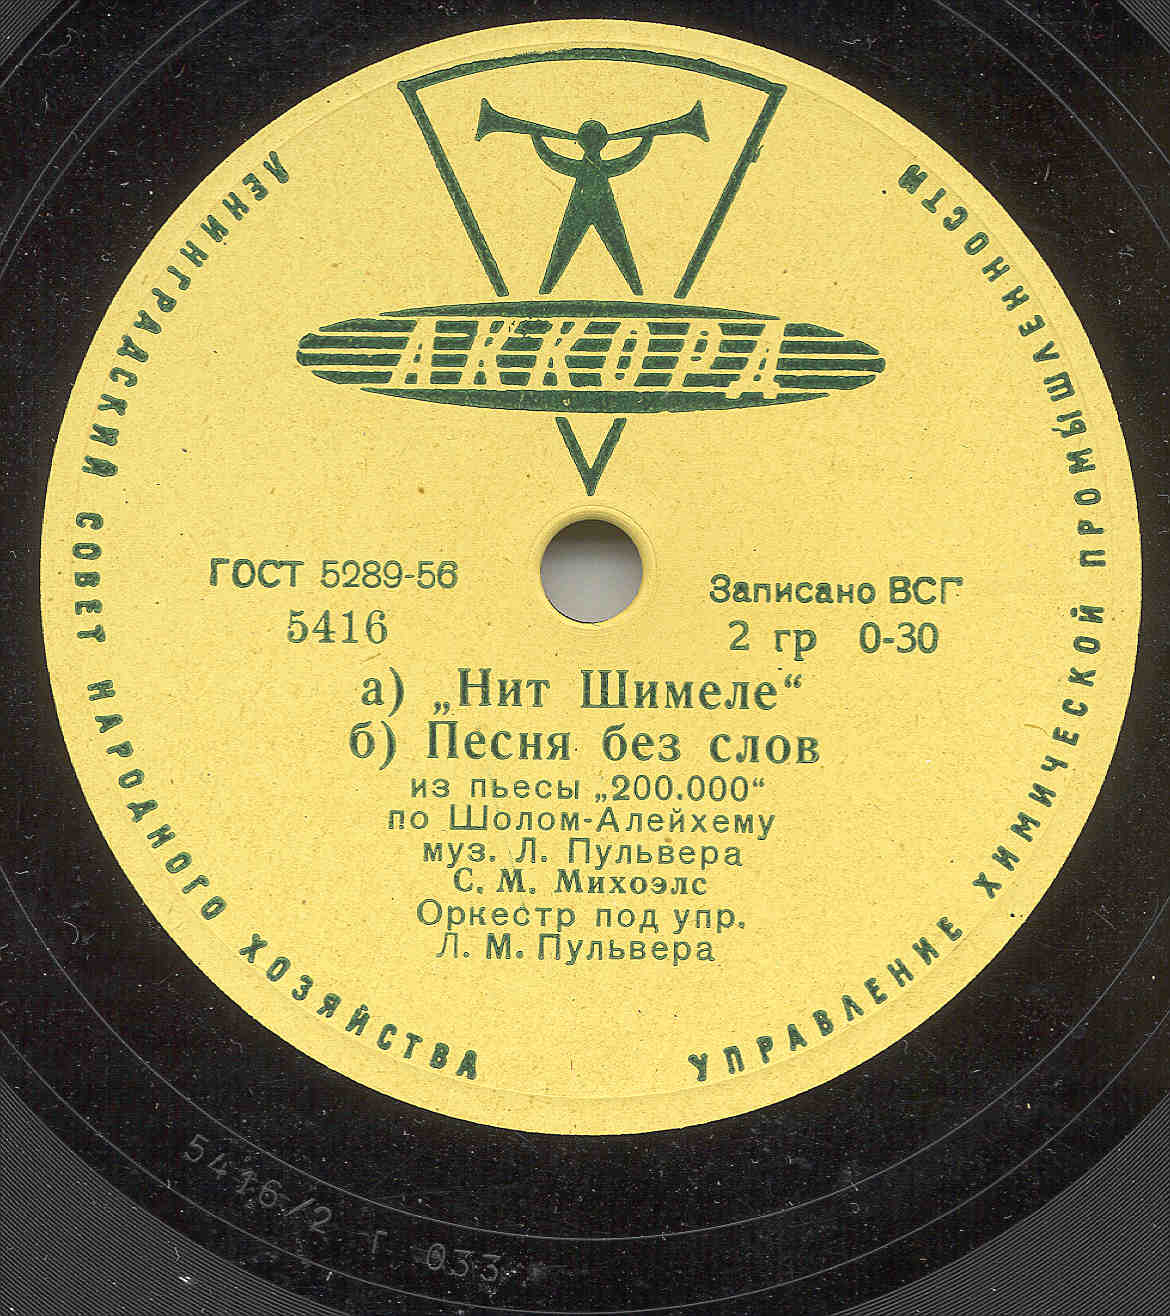 АККОРД
ЛЕНИНГРАДСКИЙ СОВЕТ НАРОДНОГО ХОЗЯЙСТВА
УПРАВЛЕНИЕ ХИМИЧЕСКОЙ ПРОМЫШЛЕННОСТИ
ГОСТ 5289-56
5416
Записано ВСГ
2 гр 0-30
а) „Нит Шимеле“
б) Песня без слов
из пьесы „200.000“
по Шолом-Алейхему
муз. Л. Пульвера
С. М. Михоэлс
Оркестр под упр.
Л. М. Пульвера
5416/2 г 033